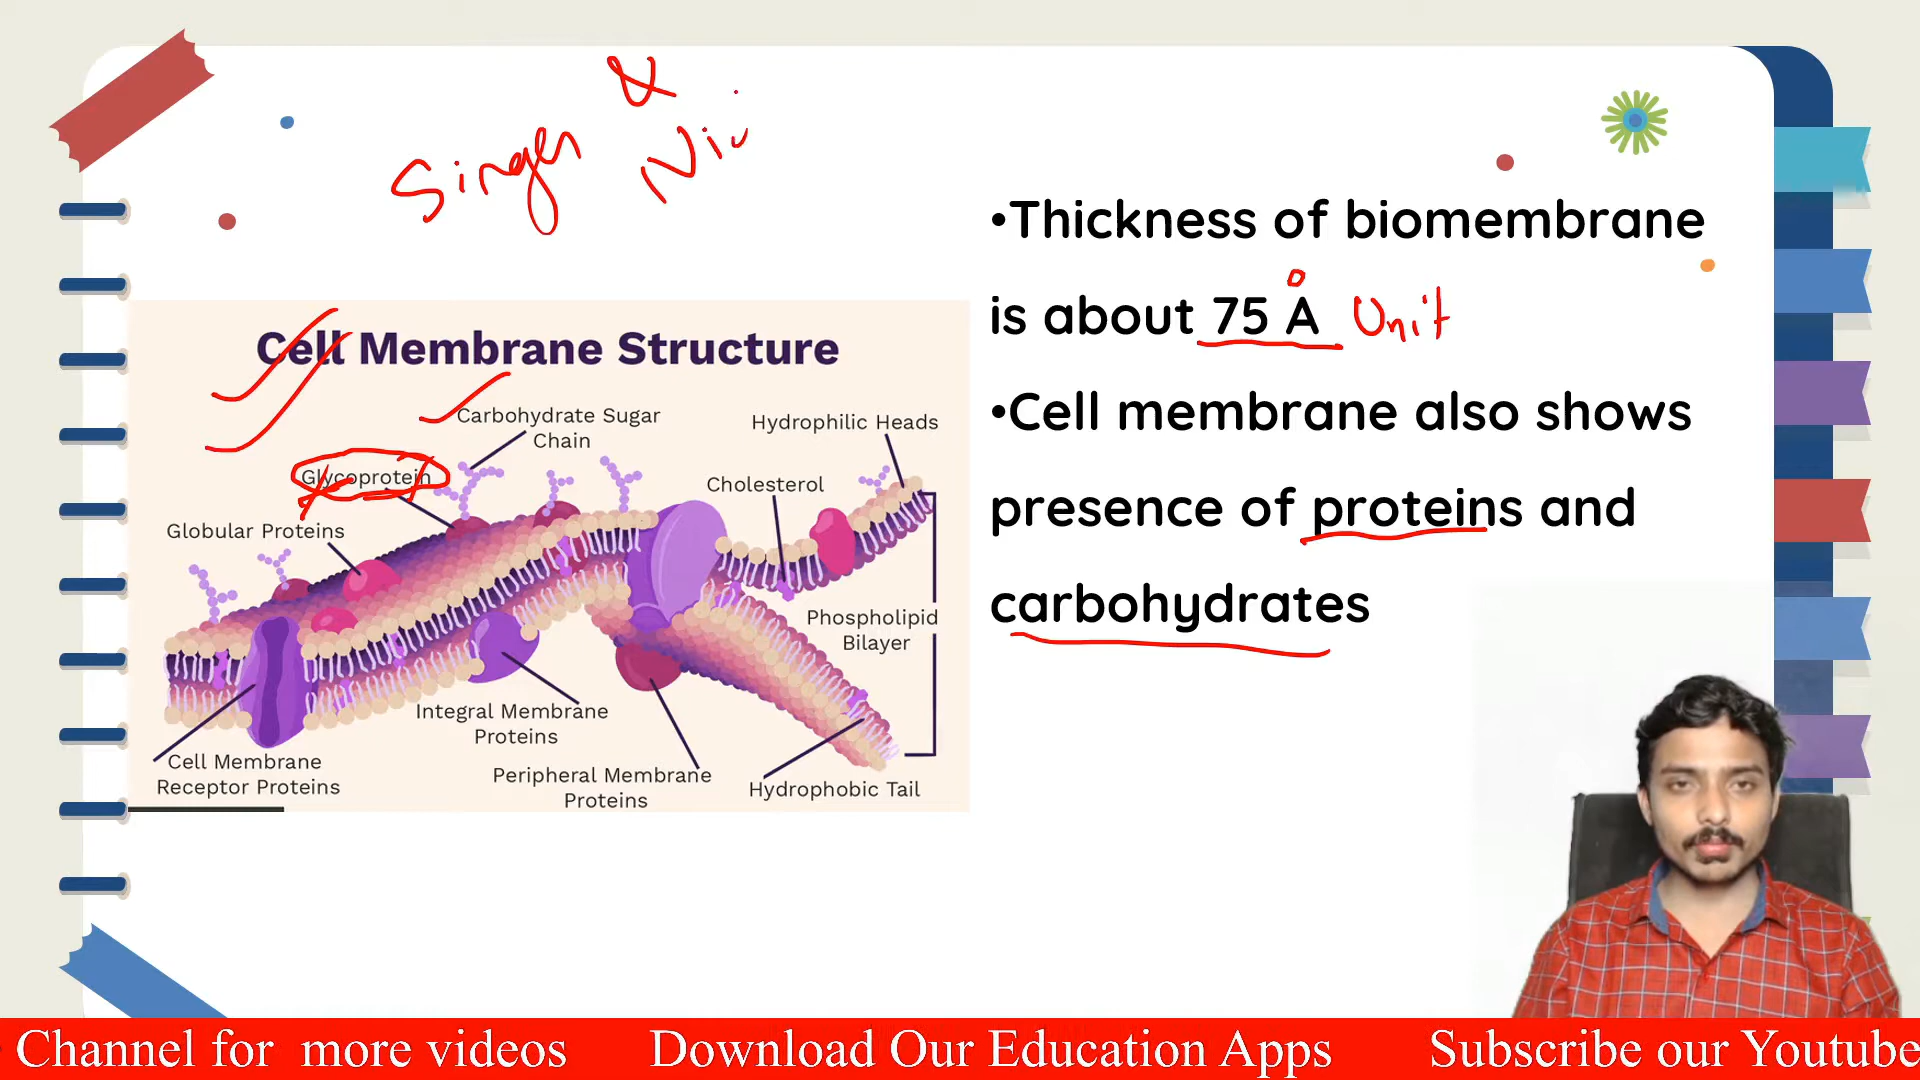 Singer &
•Thickness of biomembrane
is about 75 Å Unit
•Cell membrane also shows
presence of proteins and
carbohydrates
Cell Membrane Structure
Carbohydrate Sugar
Chain
Hydrophilic Heads
Glycoprotein
Cholesterol
Globular Proteins
Phospholipid
Bilayer
Integral Membrane
Proteins
Cell Membrane
Receptor Proteins
Peripheral Membrane
Proteins
Hydrophobic Tail
Channel for more videos Download Our Education Apps Subscribe our Youtube